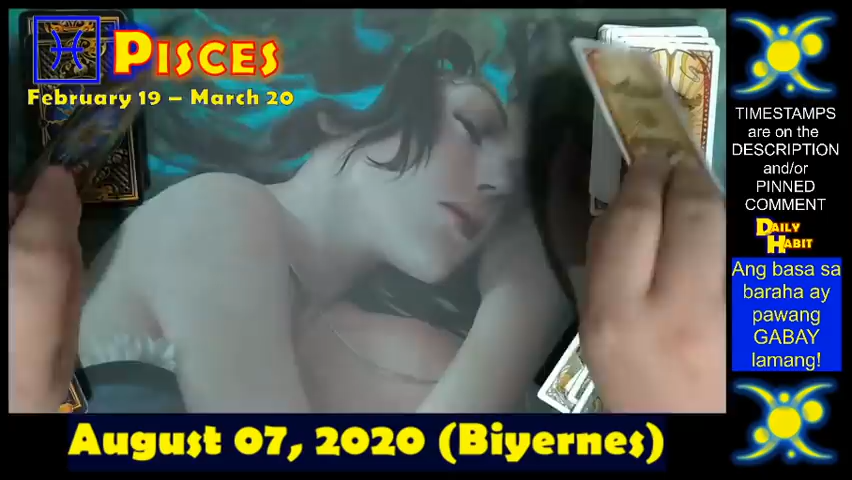 PISCES
February 19 – March 20
TIMESTAMPS
are on the
DESCRIPTION
and/or
PINNED
COMMENT
DAILY
HABIT
Ang basa sa
baraha ay
pawang
GABAY
lamang!
August 07, 2020 (Biyernes)